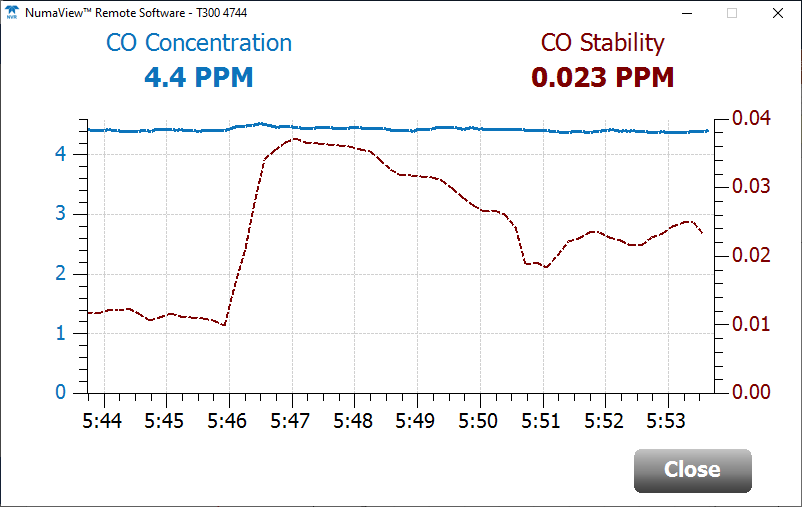 NumaView™ Remote Software - T300 4744
NVR
CO Concentration
4.4 PPM
CO Stability
0.023 PPM
4
3
2
1
0
0.04
0.03
0.02
0.01
0.00
5:44 5:45 5:46 5:47 5:48 5:49 5:50 5:51 5:52 5:53
Close